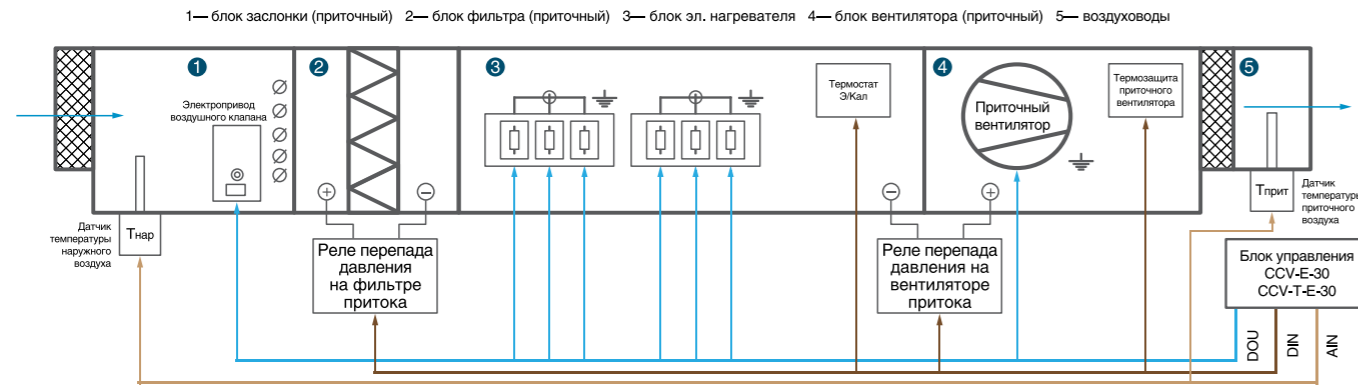 1— блок заслонки (приточный) 2— блок фильтра (приточный) 3— блок эл. нагревателя 4— блок вентилятора (приточный) 5— воздуховоды
1
2
3
4
5
Электропривод
воздушного клапана
Термостат
Э/Кал
Приточный
вентилятор
Термозащита
приточного
вентилятора
Датчик
температуры
наружного
воздуха
Tнар
Реле перепада
давления
на фильтре
притока
Реле перепада
давления на
вентиляторе
притока
Tприт
Датчик
температуры
приточного
воздуха
Блок управления
CCV-E-30
CCV-T-E-30
DOU
DIN
AIN